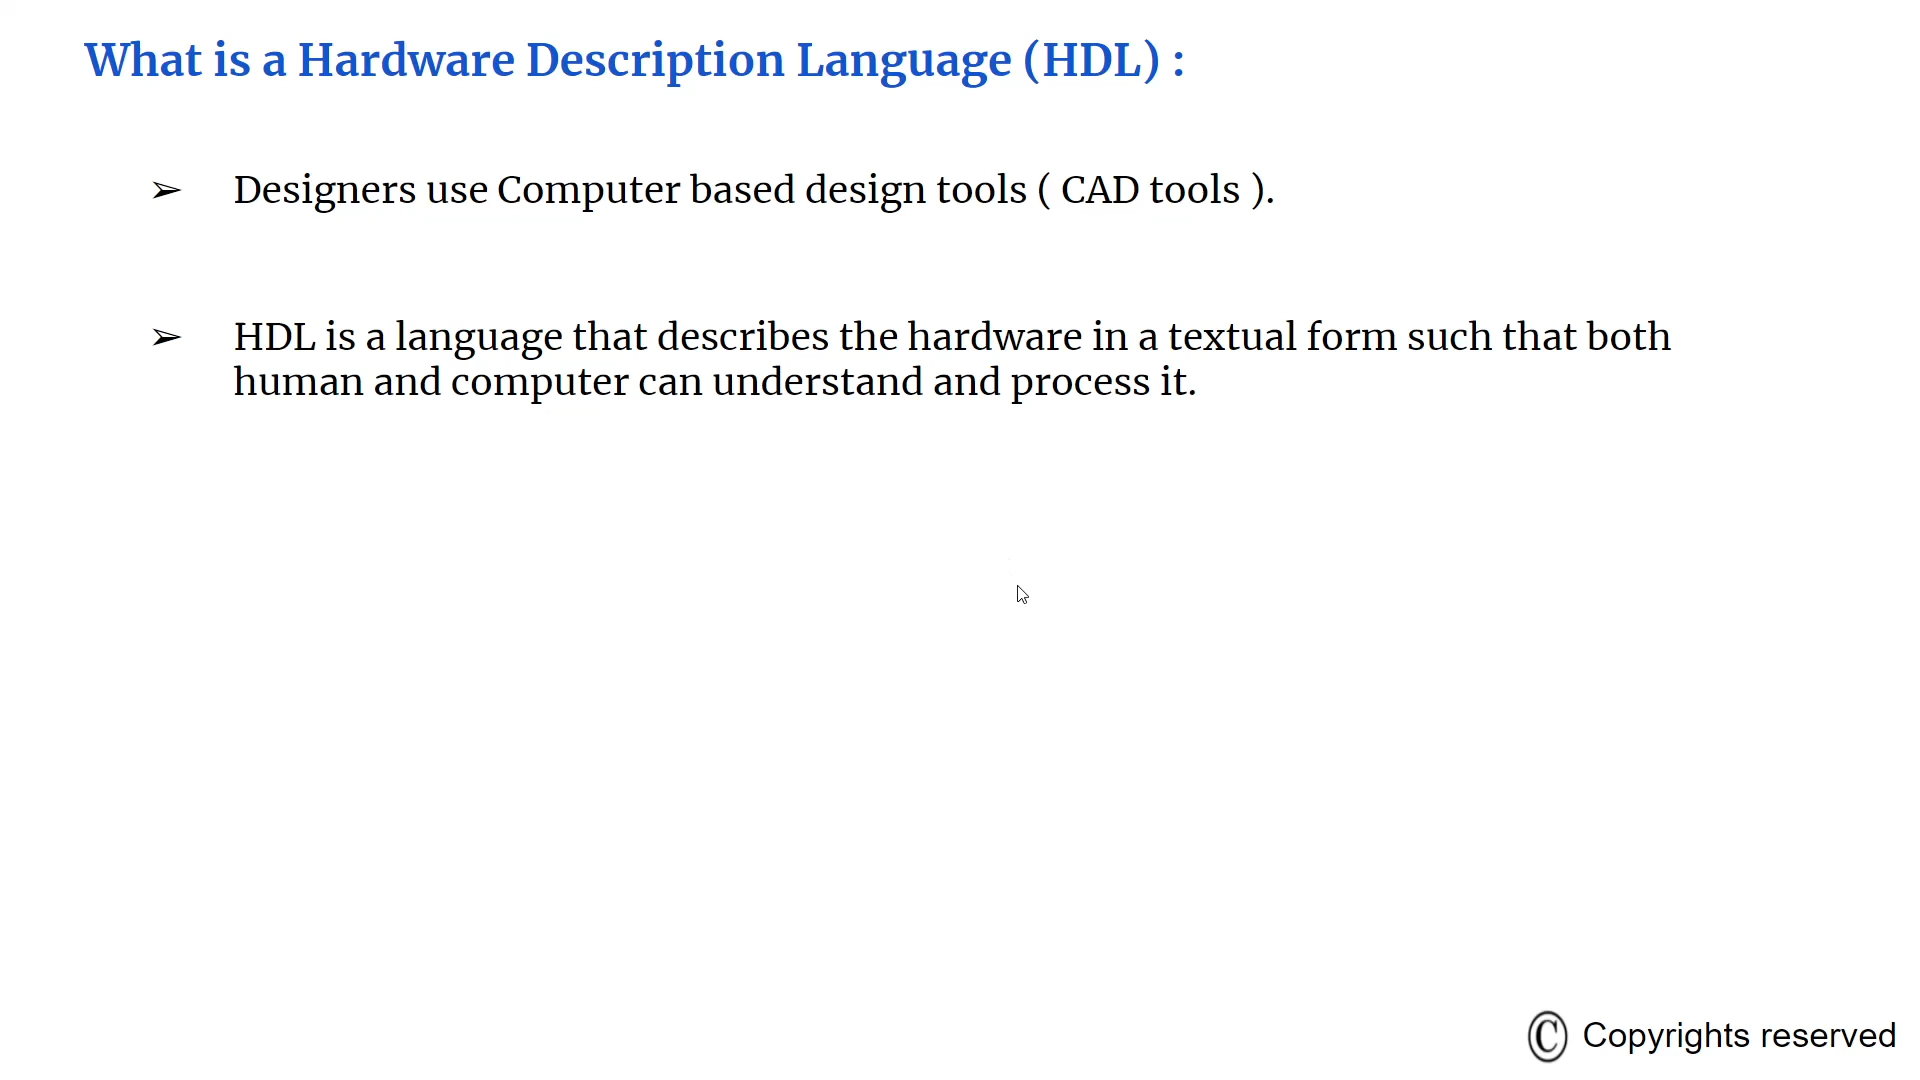 What is a Hardware Description Language (HDL) :
➢ Designers use Computer based design tools ( CAD tools ).
➢ HDL is a language that describes the hardware in a textual form such that both
human and computer can understand and process it.
© Copyrights reserved